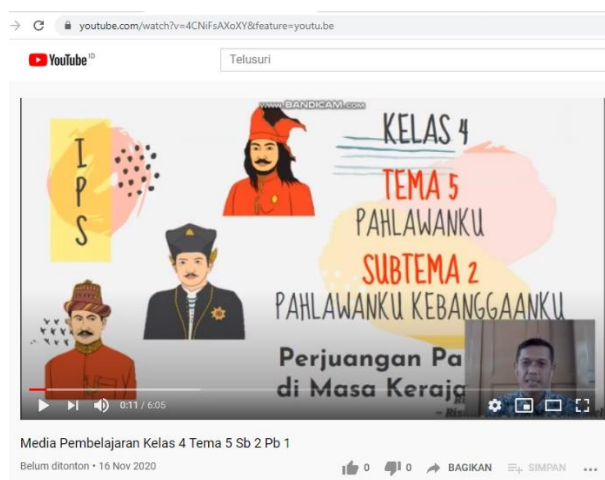 youtube.com/watch?v=4CNiFsAXoXY&feature=youtu.be
YouTube ID
Telusuri
www.BANDICAM.com
IPS
KELAS 4
TEMA 5
PAHLAWANKU
SUBTEMA 2
PAHLAWANKU KEBANGGAANKU
Perjuangan Pa
di Masa Keraja
0:11 / 6:05
Media Pembelajaran Kelas 4 Tema 5 Sb 2 Pb 1
Belum ditonton • 16 Nov 2020
0 0 BAGIKAN SIMPAN